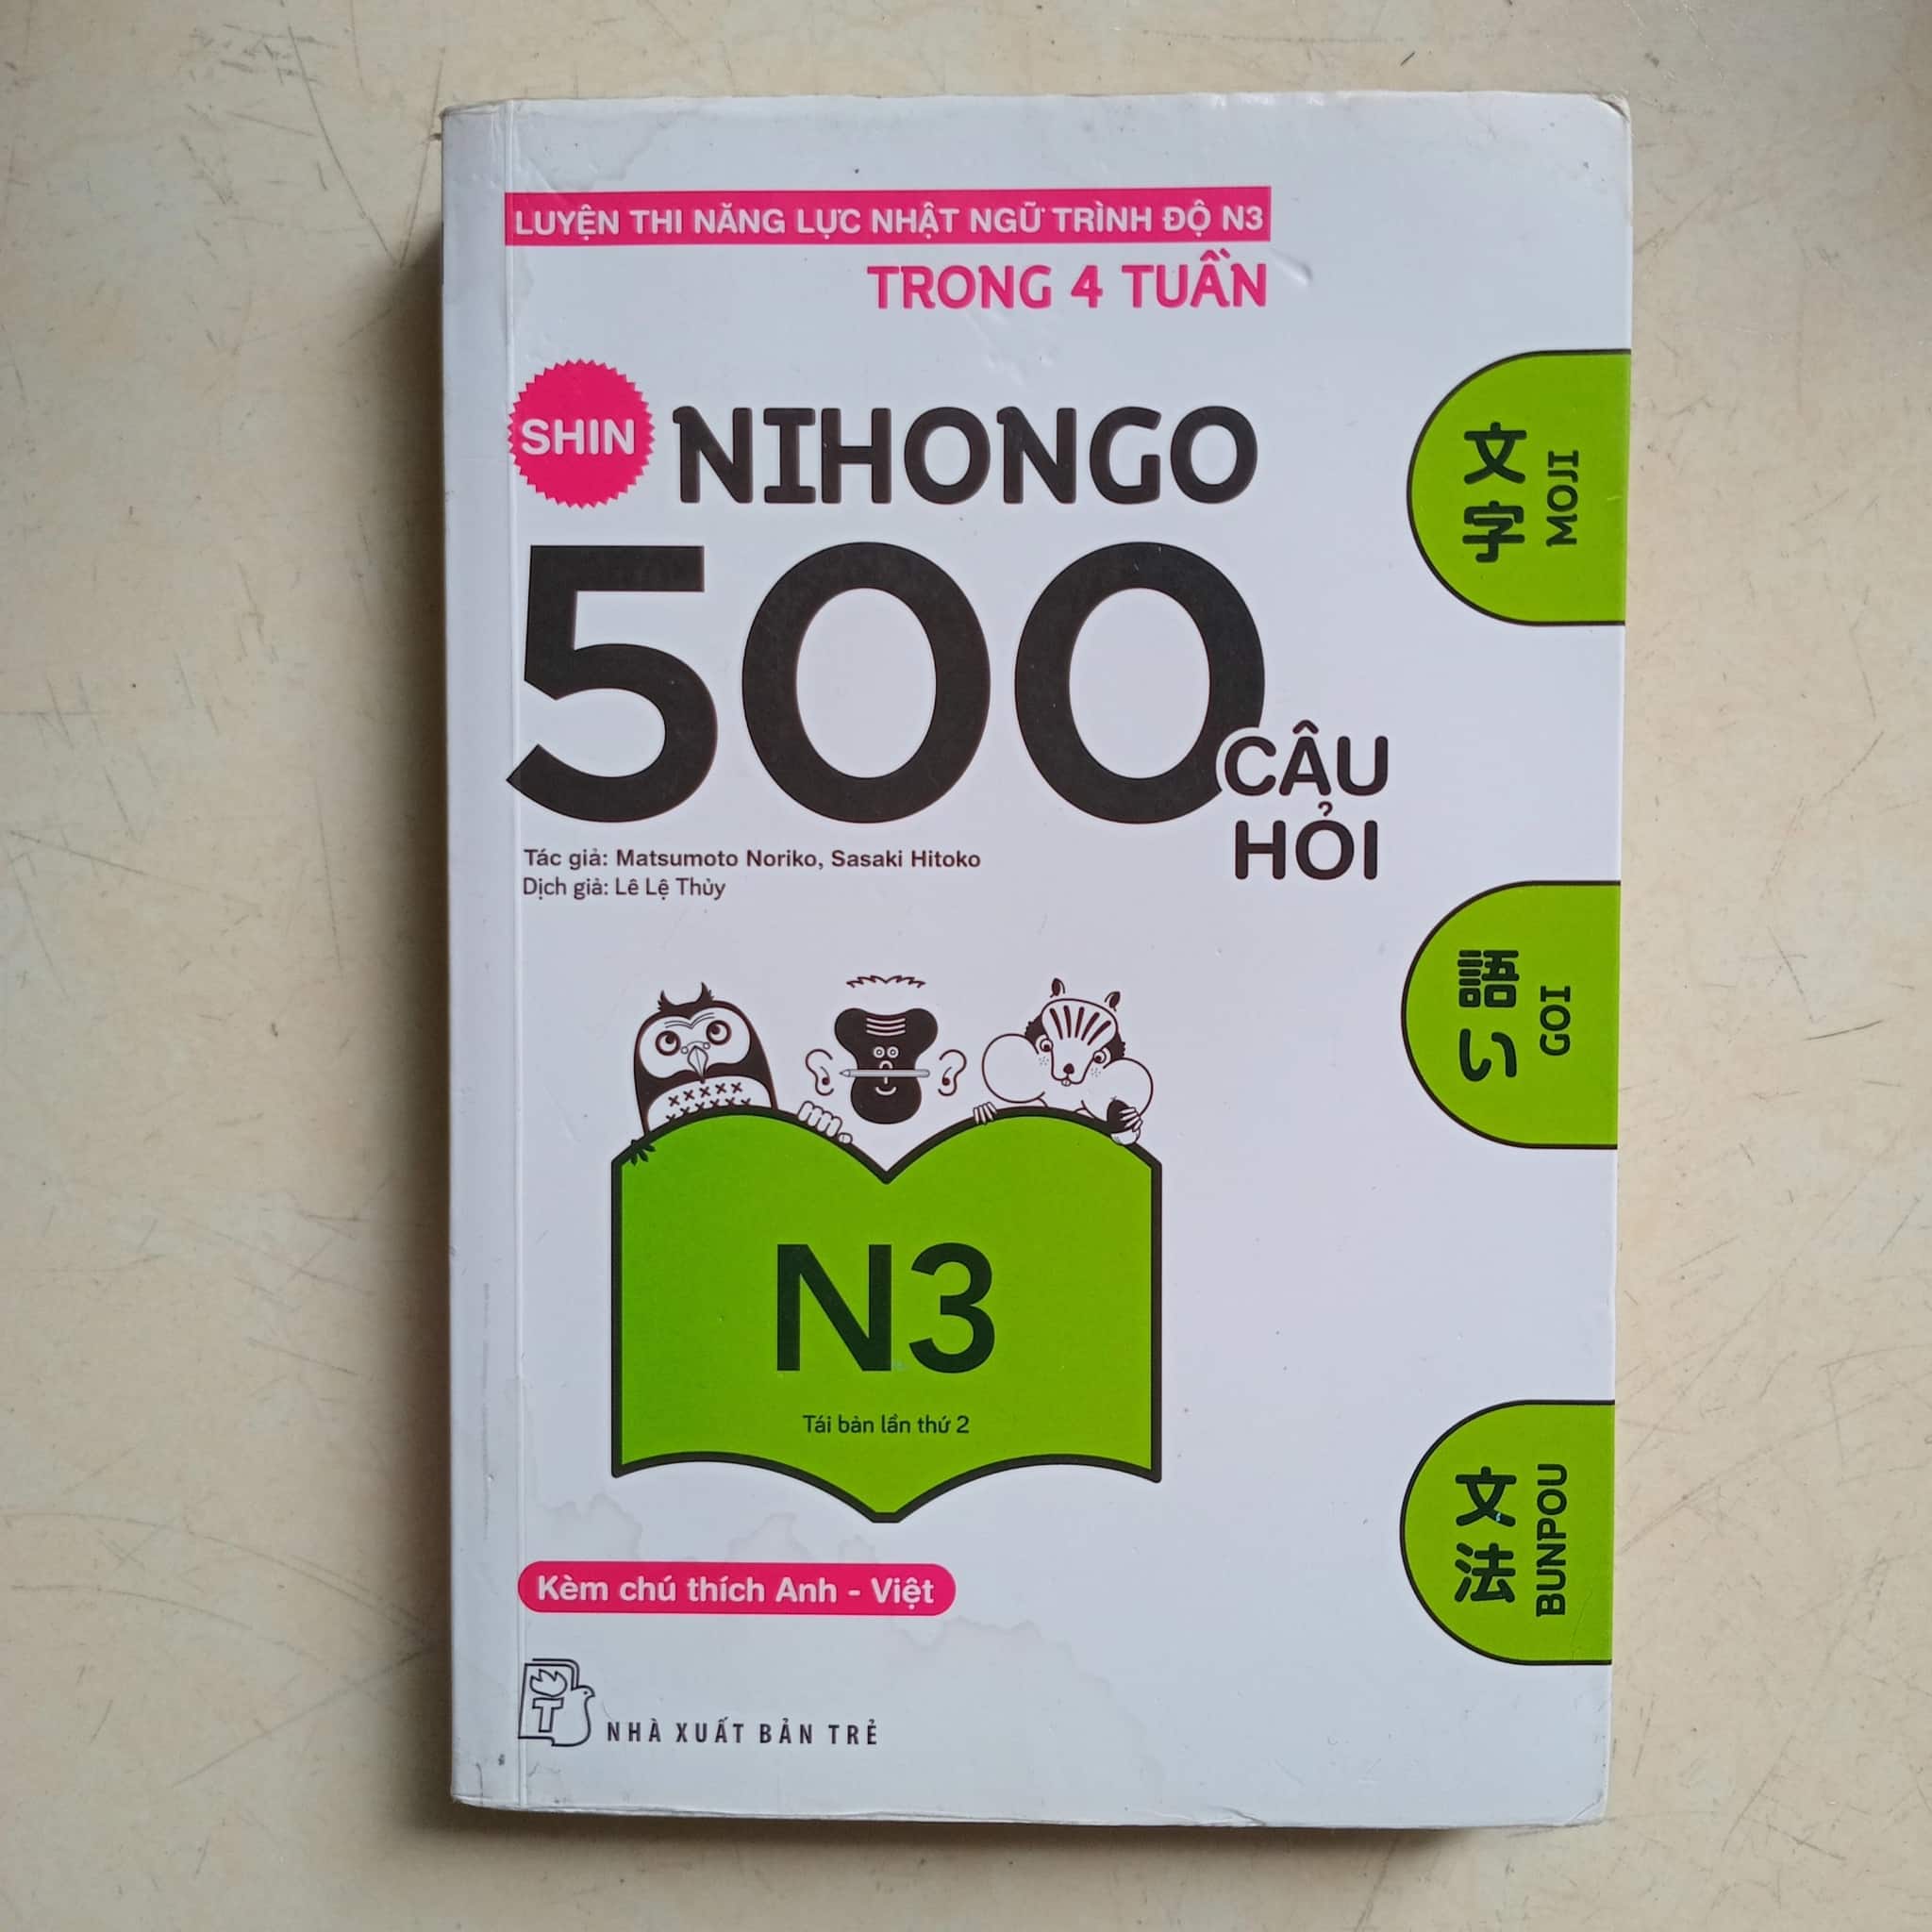 LUYỆN THI NĂNG LỰC NHẬT NGỮ TRÌNH ĐỘ N3
TRONG 4 TUẦN
SHIN
NIHONGO
500
CÂU
HỎI
Tác giả: Matsumoto Noriko, Sasaki Hitoko
Dịch giả: Lê Lệ Thủy
文字
MOJI
語い
GOI
N3
Tái bản lần thứ 2
文法
BUNPOU
Kèm chú thích Anh - Việt
T
NHÀ XUẤT BẢN TRẺ